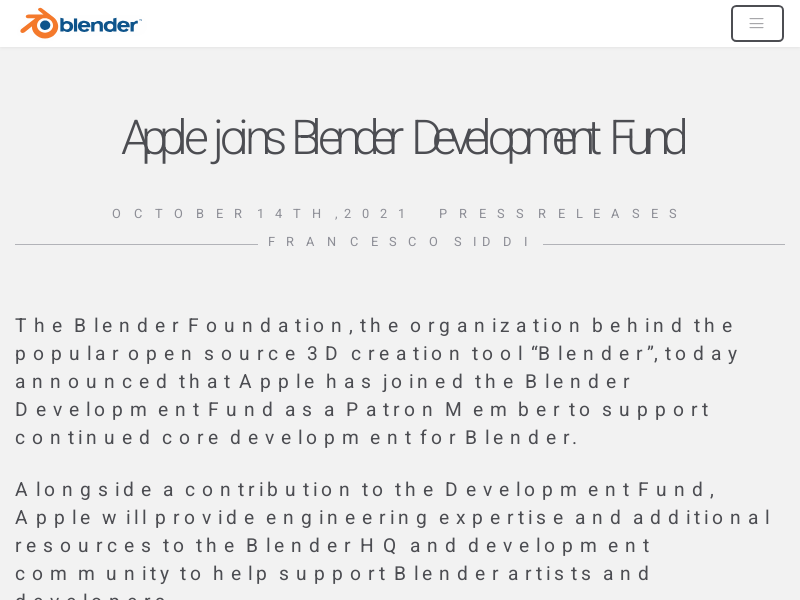 blender
Apple joins Blender Development Fund
OCTOBER 14TH, 2021 PRESS RELEASES
FRANCESCO SIDDI
The Blender Foundation, the organization behind the
popular open source 3D creation tool “Blender”, today
announced that Apple has joined the Blender
Development Fund as a Patron Member to support
continued core development for Blender.
Alongside a contribution to the Development Fund,
Apple will provide engineering expertise and additional
resources to the Blender HQ and development
community to help support Blender artists and
developers.